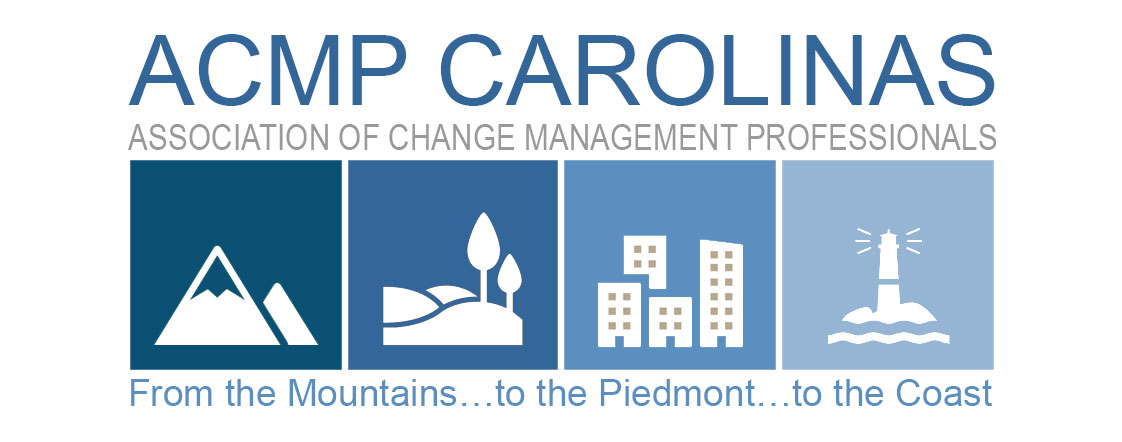 ACMP CAROLINAS
ASSOCIATION OF CHANGE MANAGEMENT PROFESSIONALS
From the Mountains…to the Piedmont…to the Coast